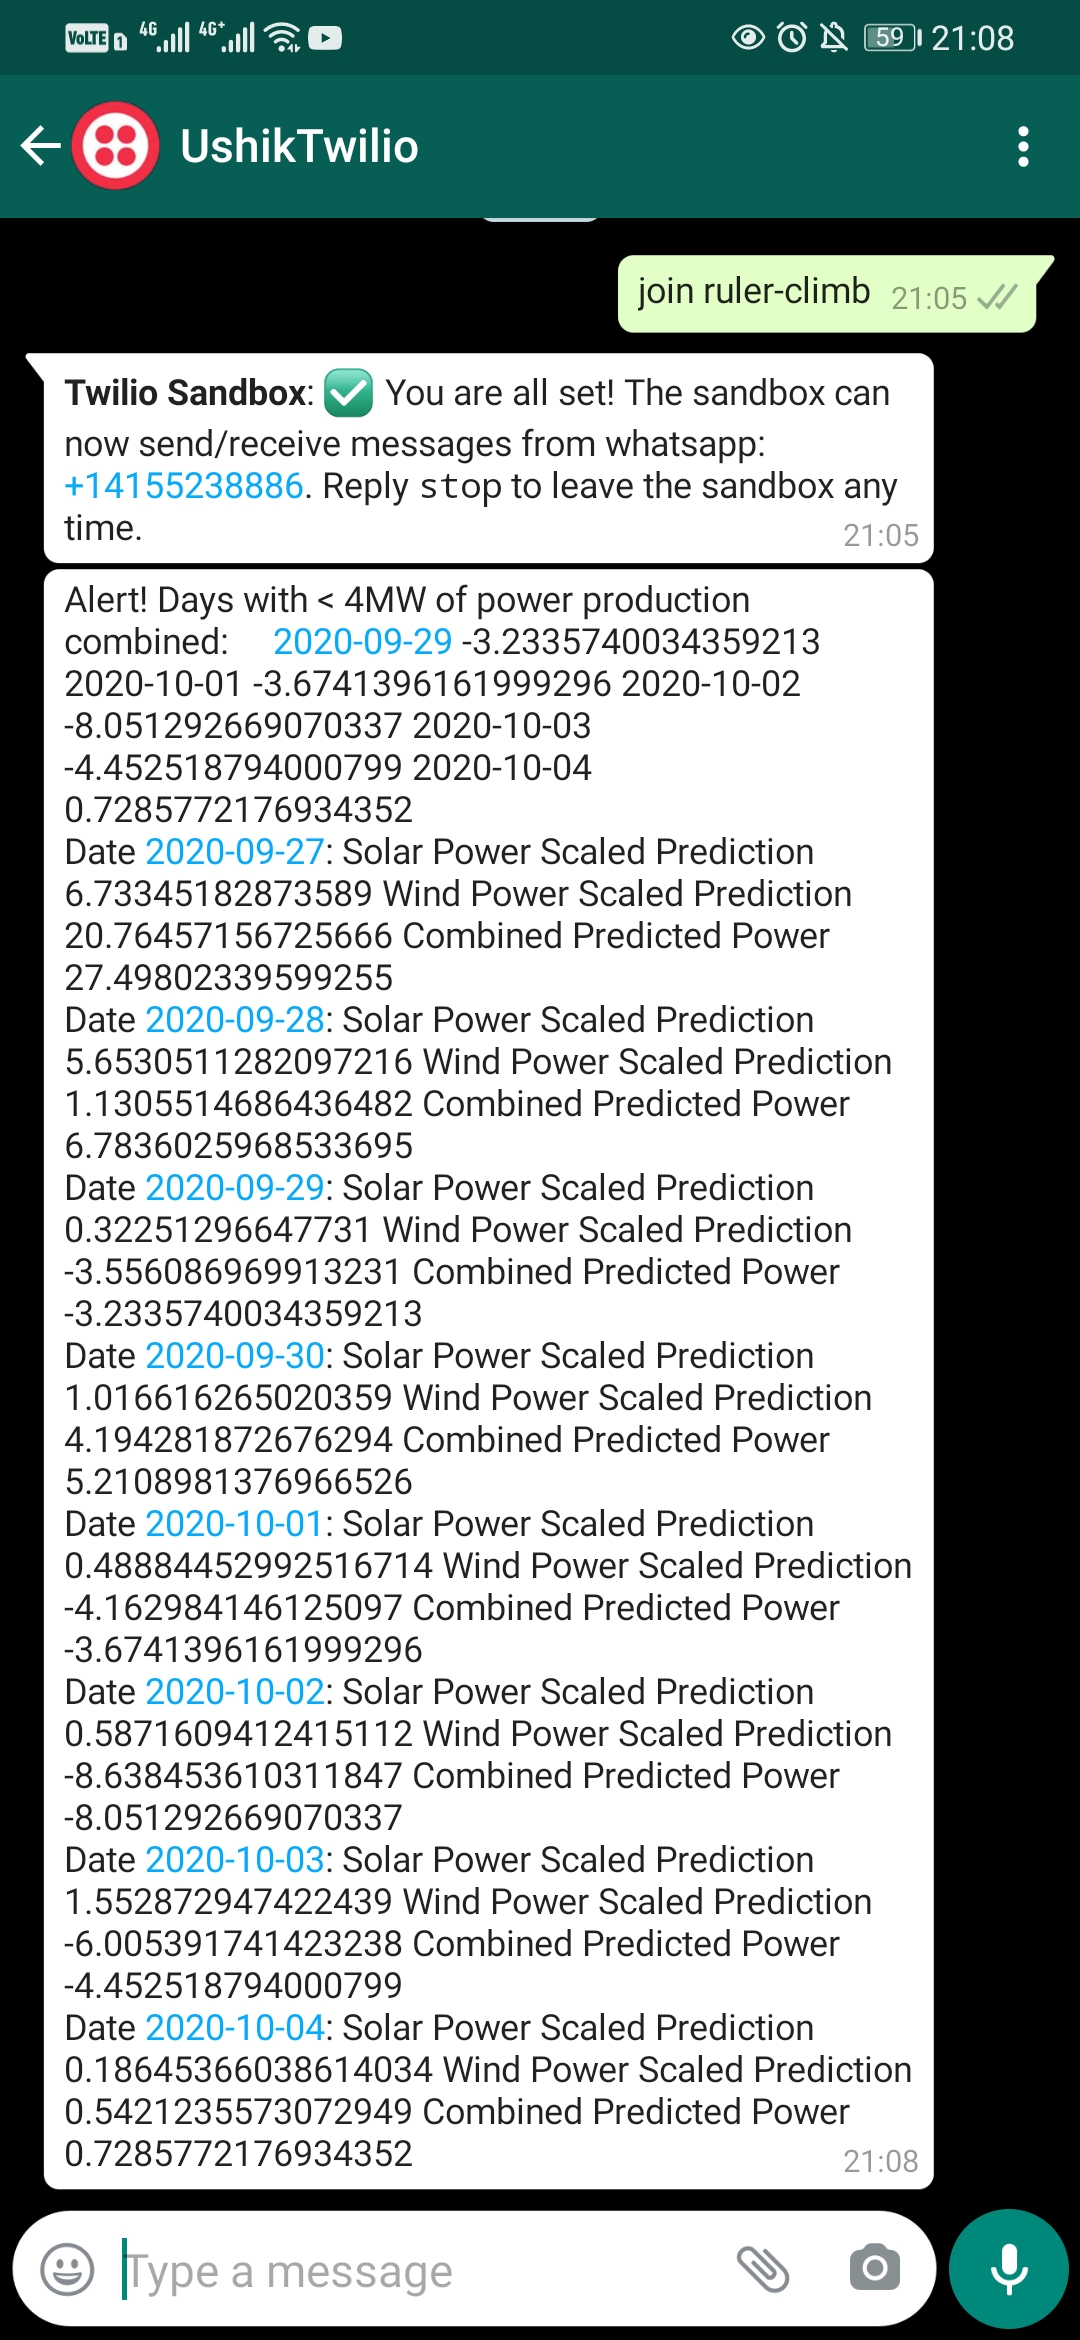 VoLTE 4G 4G+ 59 21:08
UshikTwilio
join ruler-climb 21:05
Twilio Sandbox: ✅ You are all set! The sandbox can
now send/receive messages from whatsapp:
+14155238886. Reply stop to leave the sandbox any
time. 21:05
Alert! Days with < 4MW of power production
combined: 2020-09-29 -3.2335740034359213
2020-10-01 -3.6741396161999296 2020-10-02
-8.051292669070337 2020-10-03
-4.452518794000799 2020-10-04
0.7285772176934352
Date 2020-09-27: Solar Power Scaled Prediction
6.73345182873589 Wind Power Scaled Prediction
20.76457156725666 Combined Predicted Power
27.49802339599255
Date 2020-09-28: Solar Power Scaled Prediction
5.6530511282097216 Wind Power Scaled Prediction
1.1305514686436482 Combined Predicted Power
6.7836025968533695
Date 2020-09-29: Solar Power Scaled Prediction
0.32251296647731 Wind Power Scaled Prediction
-3.556086969913231 Combined Predicted Power
-3.2335740034359213
Date 2020-09-30: Solar Power Scaled Prediction
1.016616265020359 Wind Power Scaled Prediction
4.194281872676294 Combined Predicted Power
5.2108981376966526
Date 2020-10-01: Solar Power Scaled Prediction
0.48884452992516714 Wind Power Scaled Prediction
-4.162984146125097 Combined Predicted Power
-3.6741396161999296
Date 2020-10-02: Solar Power Scaled Prediction
0.5871609412415112 Wind Power Scaled Prediction
-8.638453610311847 Combined Predicted Power
-8.051292669070337
Date 2020-10-03: Solar Power Scaled Prediction
1.552872947422439 Wind Power Scaled Prediction
-6.005391741423238 Combined Predicted Power
-4.452518794000799
Date 2020-10-04: Solar Power Scaled Prediction
0.18645366038614034 Wind Power Scaled Prediction
0.5421235573072949 Combined Predicted Power
0.7285772176934352 21:08
Type a message